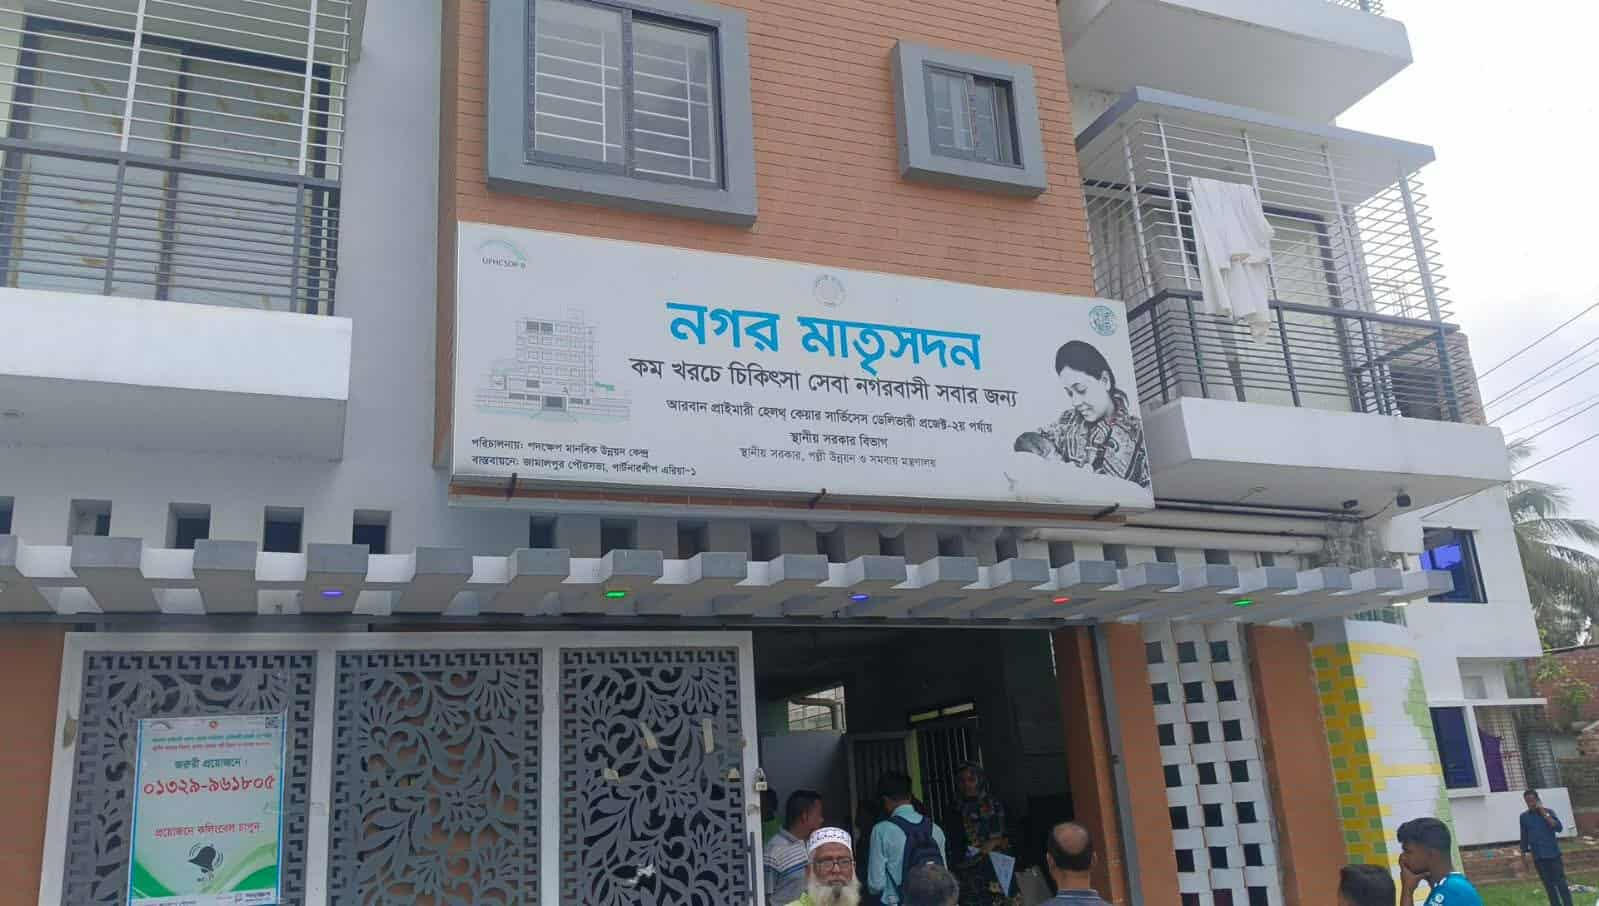 UPHCSDP-II
নগর মাতৃসদন
কম খরচে চিকিৎসা সেবা নগরবাসী সবার জন্য
আরবান প্রাইমারী হেলথ্ কেয়ার সার্ভিসেস ডেলিভারী প্রজেক্ট-২য় পর্যায়
স্থানীয় সরকার বিভাগ
স্থানীয় সরকার, পল্লী উন্নয়ন ও সমবায় মন্ত্রণালয়
পরিচালনায়: পদক্ষেপ মানবিক উন্নয়ন কেন্দ্র
বাস্তবায়নে: জামালপুর পৌরসভা, পার্টনারশীপ এরিয়া-১
জরুরী প্রয়োজনে :
০১৩২৯-৯৬১৮০৫
প্রয়োজনে কলিংবেল চাপুন